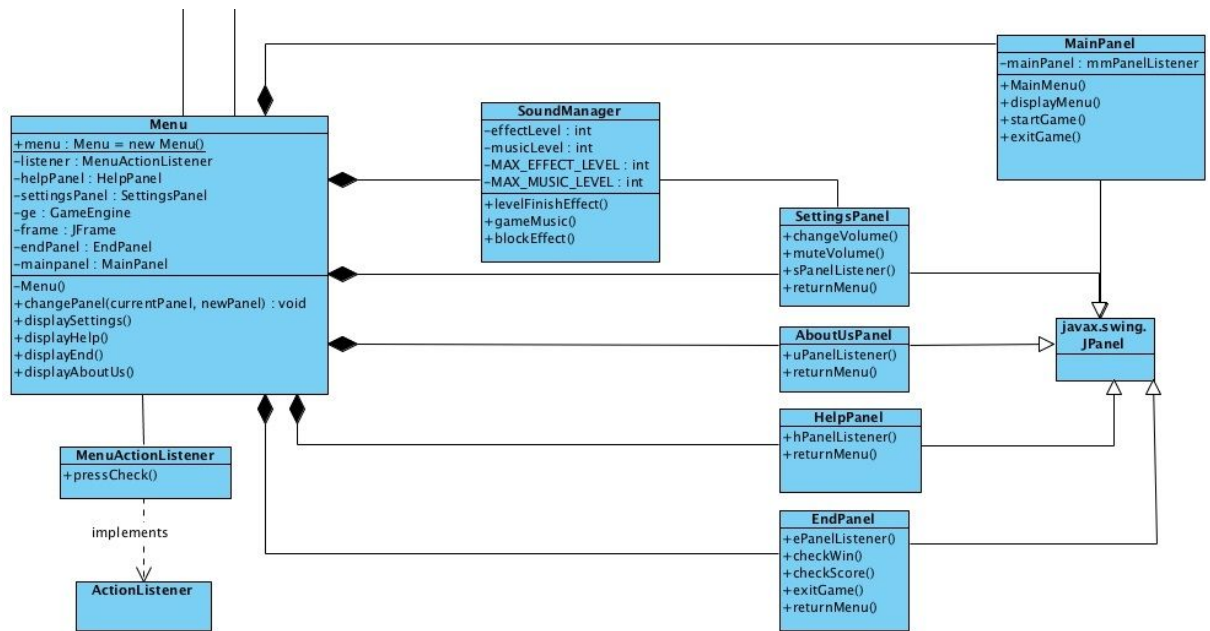 MainPanel
-mainPanel : mmPanelListener
+MainMenu()
+displayMenu()
+startGame()
+exitGame()
SoundManager
-effectLevel : int
-musicLevel : int
-MAX_EFFECT_LEVEL : int
-MAX_MUSIC_LEVEL : int
+levelFinishEffect()
+gameMusic()
+blockEffect()
Menu
+menu : Menu = new Menu()
-listener : MenuActionListener
-helpPanel : HelpPanel
-settingsPanel : SettingsPanel
-ge : GameEngine
-frame : JFrame
-endPanel : EndPanel
-mainpanel : MainPanel
-Menu()
+changePanel(currentPanel, newPanel) : void
+displaySettings()
+displayHelp()
+displayEnd()
+displayAboutUs()
SettingsPanel
+changeVolume()
+muteVolume()
+sPanelListener()
+returnMenu()
javax.swing.
JPanel
AboutUsPanel
+uPanelListener()
+returnMenu()
HelpPanel
+hPanelListener()
+returnMenu()
MenuActionListener
+pressCheck()
implements
ActionListener
EndPanel
+ePanelListener()
+checkWin()
+checkScore()
+exitGame()
+returnMenu()